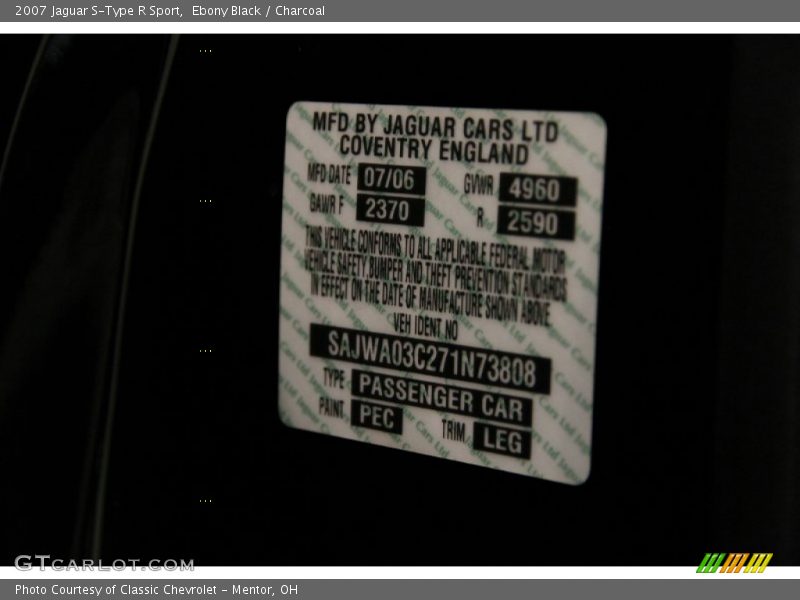 2007 Jaguar S-Type R Sport, Ebony Black / Charcoal
MFD BY JAGUAR CARS LTD
COVENTRY ENGLAND
MFD DATE 07/06 GVWR 4960
GAWR F 2370 R 2590
THIS VEHICLE CONFORMS TO ALL APPLICABLE FEDERAL MOTOR
VEHICLE SAFETY, BUMPER AND THEFT PREVENTION STANDARDS
IN EFFECT ON THE DATE OF MANUFACTURE SHOWN ABOVE
VEH IDENT NO
SAJWA03C271N73808
TYPE PASSENGER CAR
PAINT PEC TRIM LEG
GTCARLOT.COM
Photo Courtesy of Classic Chevrolet - Mentor, OH